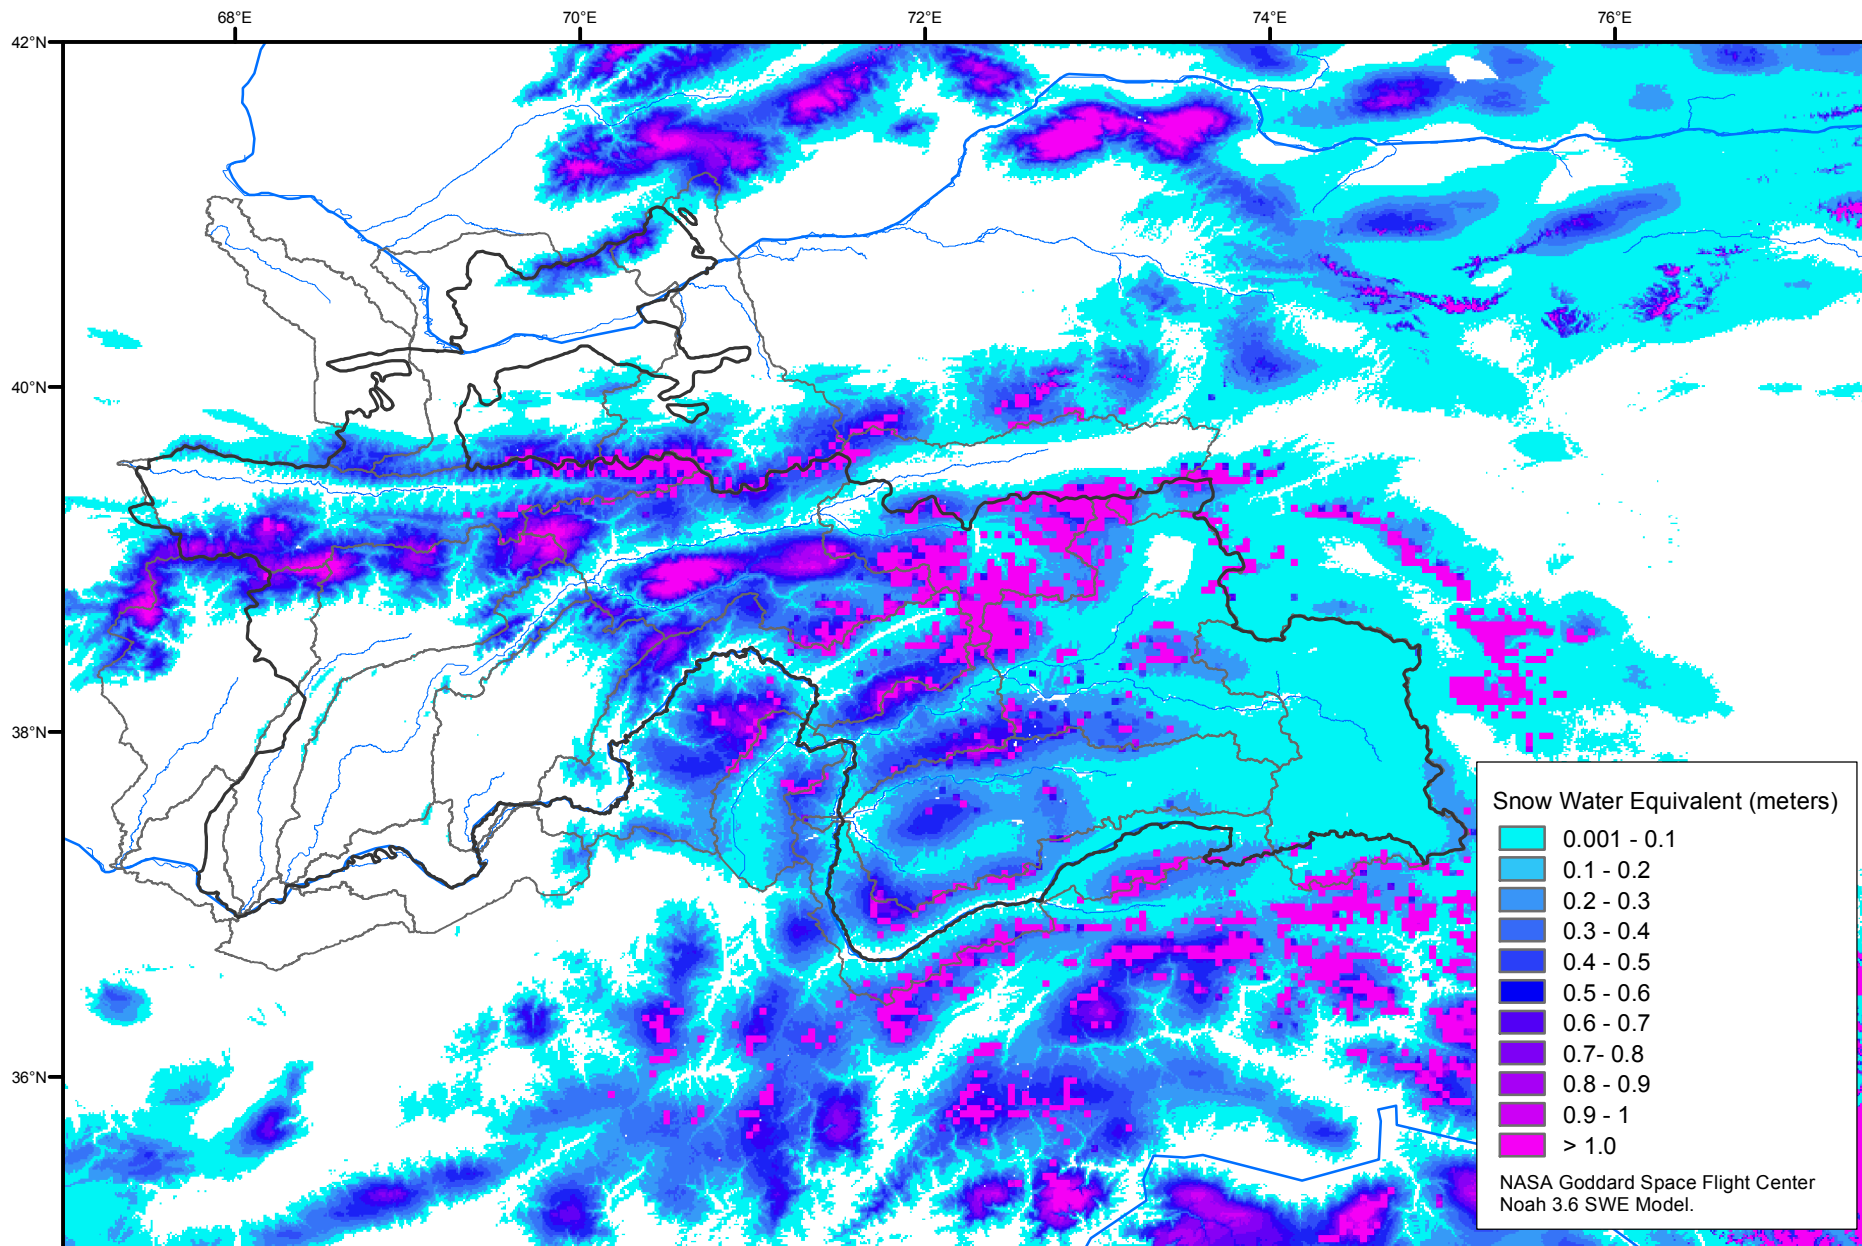 68°E
70°E
72°E
74°E
76°E
42°N
40°N
38°N
36°N
Snow Water Equivalent (meters)
0.001 - 0.1
0.1 - 0.2
0.2 - 0.3
0.3 - 0.4
0.4 - 0.5
0.5 - 0.6
0.6 - 0.7
0.7- 0.8
0.8 - 0.9
0.9 - 1
> 1.0
NASA Goddard Space Flight Center
Noah 3.6 SWE Model.